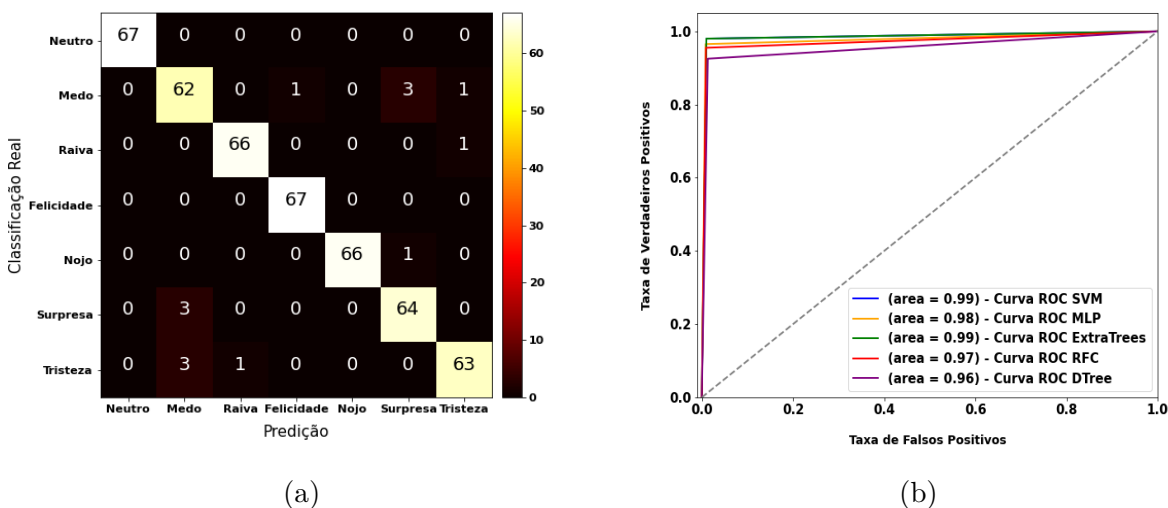 Classificação Real
Neutro 67 0 0 0 0 0 0
Medo 0 62 0 1 0 3 1
Raiva 0 0 66 0 0 0 1
Felicidade 0 0 0 67 0 0 0
Nojo 0 0 0 0 66 1 0
Surpresa 0 3 0 0 0 64 0
Tristeza 0 3 1 0 0 0 63
Neutro Medo Raiva Felicidade Nojo Surpresa Tristeza
Predição
60
50
40
30
20
10
0
(a)
Taxa de Verdadeiros Positivos
1.0
0.8
0.6
0.4
0.2
0.0
(area = 0.99) - Curva ROC SVM
(area = 0.98) - Curva ROC MLP
(area = 0.99) - Curva ROC ExtraTrees
(area = 0.97) - Curva ROC RFC
(area = 0.96) - Curva ROC DTree
0.0 0.2 0.4 0.6 0.8 1.0
Taxa de Falsos Positivos
(b)